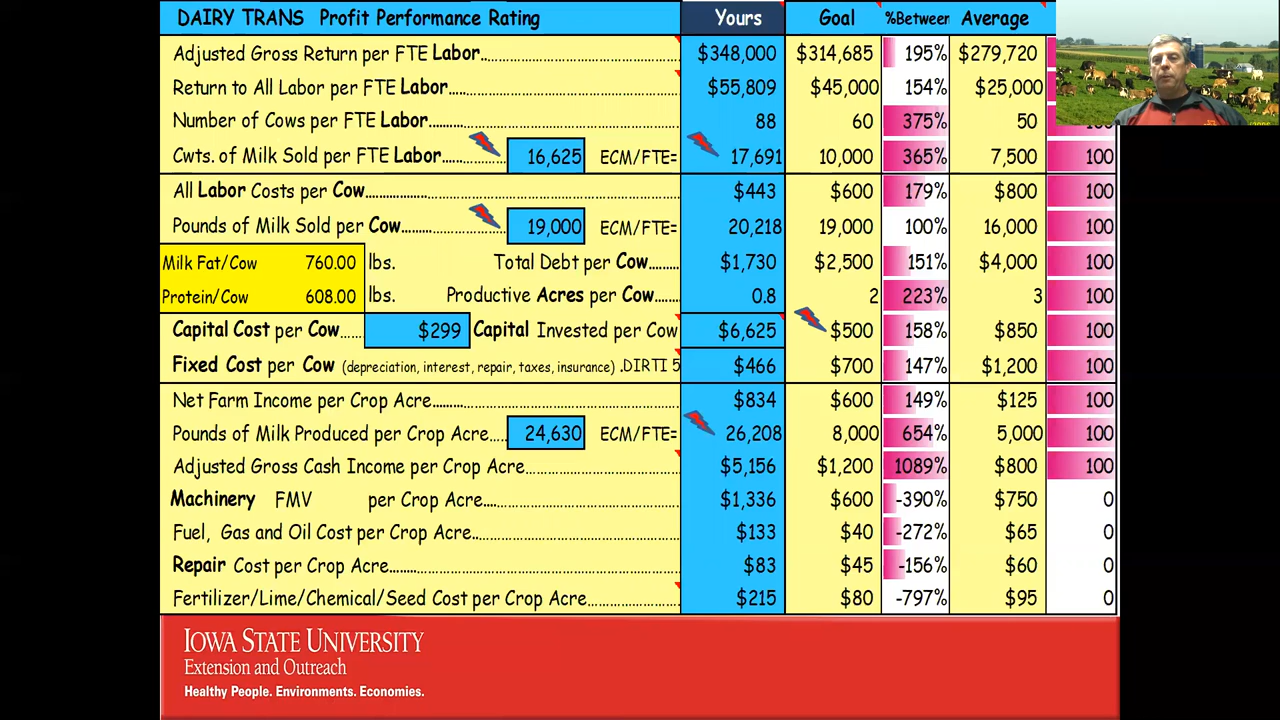 DAIRY TRANS Profit Performance Rating Yours Goal %Between Average
Adjusted Gross Return per FTE Labor.. $348,000 $314,685 195% $279,720
Return to All Labor per FTE Labor... $55,809 $45,000 154% $25,000
Number of Cows per FTE Labor... 88 60 375% 50
Cwts. of Milk Sold per FTE Labor... 16,625 ECM/FTE= 17,691 10,000 365% 7,500 100
All Labor Costs per Cow... $443 $600 179% $800 100
Pounds of Milk Sold per Cow... 19,000 ECM/FTE= 20,218 19,000 100% 16,000 100
Milk Fat/Cow 760.00 lbs. Total Debt per Cow... $1,730 $2,500 151% $4,000 100
Protein/Cow 608.00 lbs. Productive Acres per Cow... 0.8 2 223% 3 100
Capital Cost per Cow... $299 Capital Invested per Cow $6,625 $500 158% $850 100
Fixed Cost per Cow (depreciation, interest, repair, taxes, insurance) .DIRTI 5 $466 $700 147% $1,200 100
Net Farm Income per Crop Acre... $834 $600 149% $125 100
Pounds of Milk Produced per Crop Acre... 24,630 ECM/FTE= 26,208 8,000 654% 5,000 100
Adjusted Gross Cash Income per Crop Acre... $5,156 $1,200 1089% $800 100
Machinery FMV per Crop Acre... $1,336 $600 -390% $750 0
Fuel, Gas and Oil Cost per Crop Acre.. $133 $40 -272% $65 0
Repair Cost per Crop Acre... $83 $45 -156% $60 0
Fertilizer/Lime/Chemical/Seed Cost per Crop Acre... $215 $80 -797% $95 0
IOWA STATE UNIVERSITY
Extension and Outreach
Healthy People. Environments. Economies.